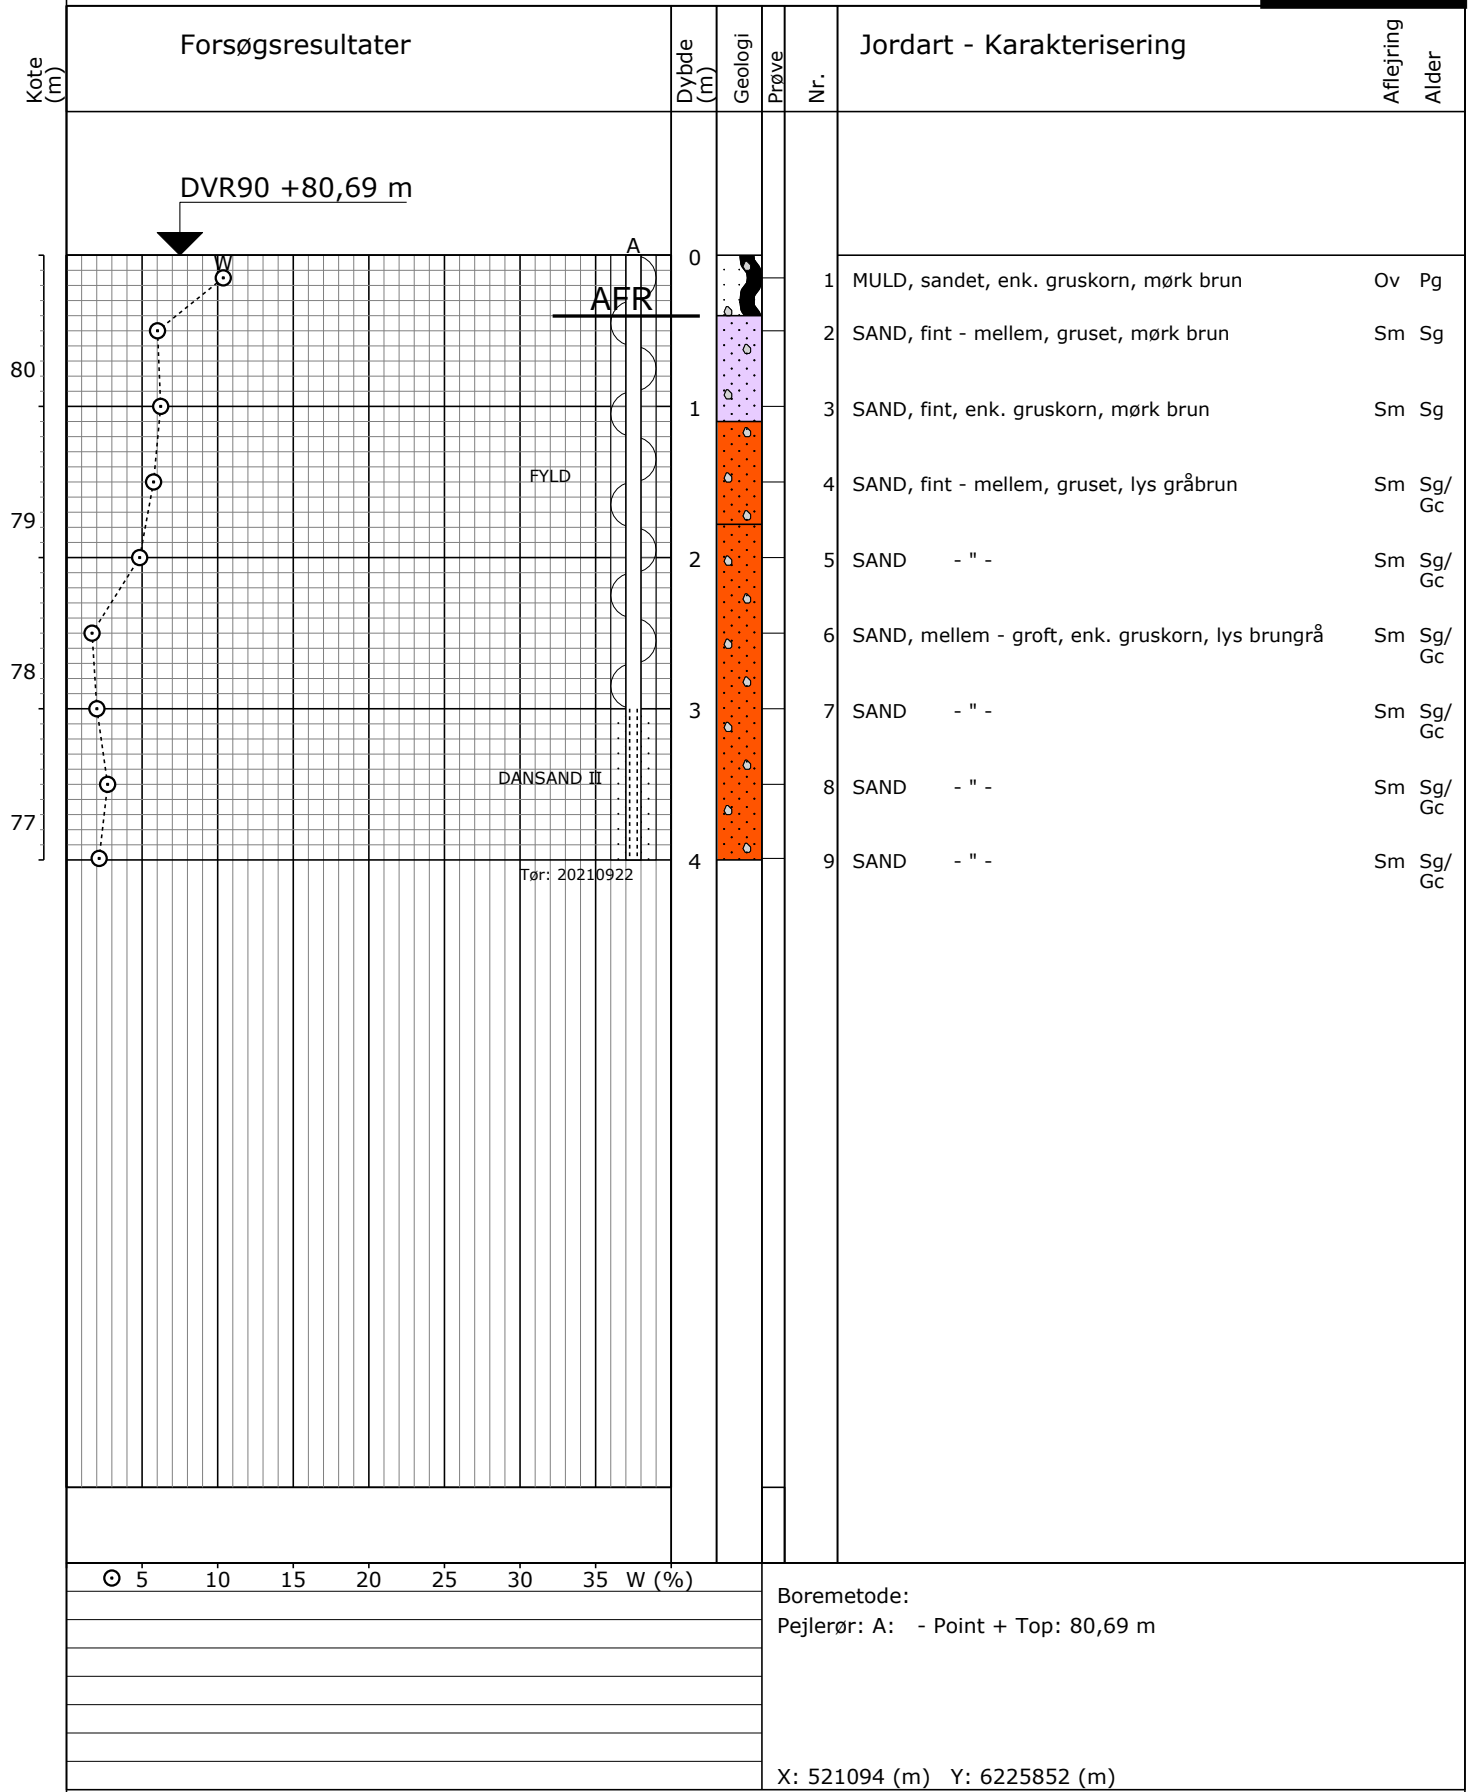 Kote (m)
Forsøgsresultater
Dybde (m)
Geologi
Prøve
Nr.
Jordart - Karakterisering
Aflejring
Alder
DVR90 +80,69 m
W
A
0
1 MULD, sandet, enk. gruskorn, mørk brun Ov Pg
AFR
2 SAND, fint - mellem, gruset, mørk brun Sm Sg
80
1
3 SAND, fint, enk. gruskorn, mørk brun Sm Sg
FYLD
4 SAND, fint - mellem, gruset, lys gråbrun Sm Sg/
Gc
79
2
5 SAND - " - Sm Sg/
Gc
6 SAND, mellem - groft, enk. gruskorn, lys brungrå Sm Sg/
Gc
78
3
7 SAND - " - Sm Sg/
Gc
DANSAND II
8 SAND - " - Sm Sg/
Gc
77
4
9 SAND - " - Sm Sg/
Gc
Tør: 20210922
5 10 15 20 25 30 35 W (%)
Boremetode:
Pejlerør: A: - Point + Top: 80,69 m
X: 521094 (m) Y: 6225852 (m)